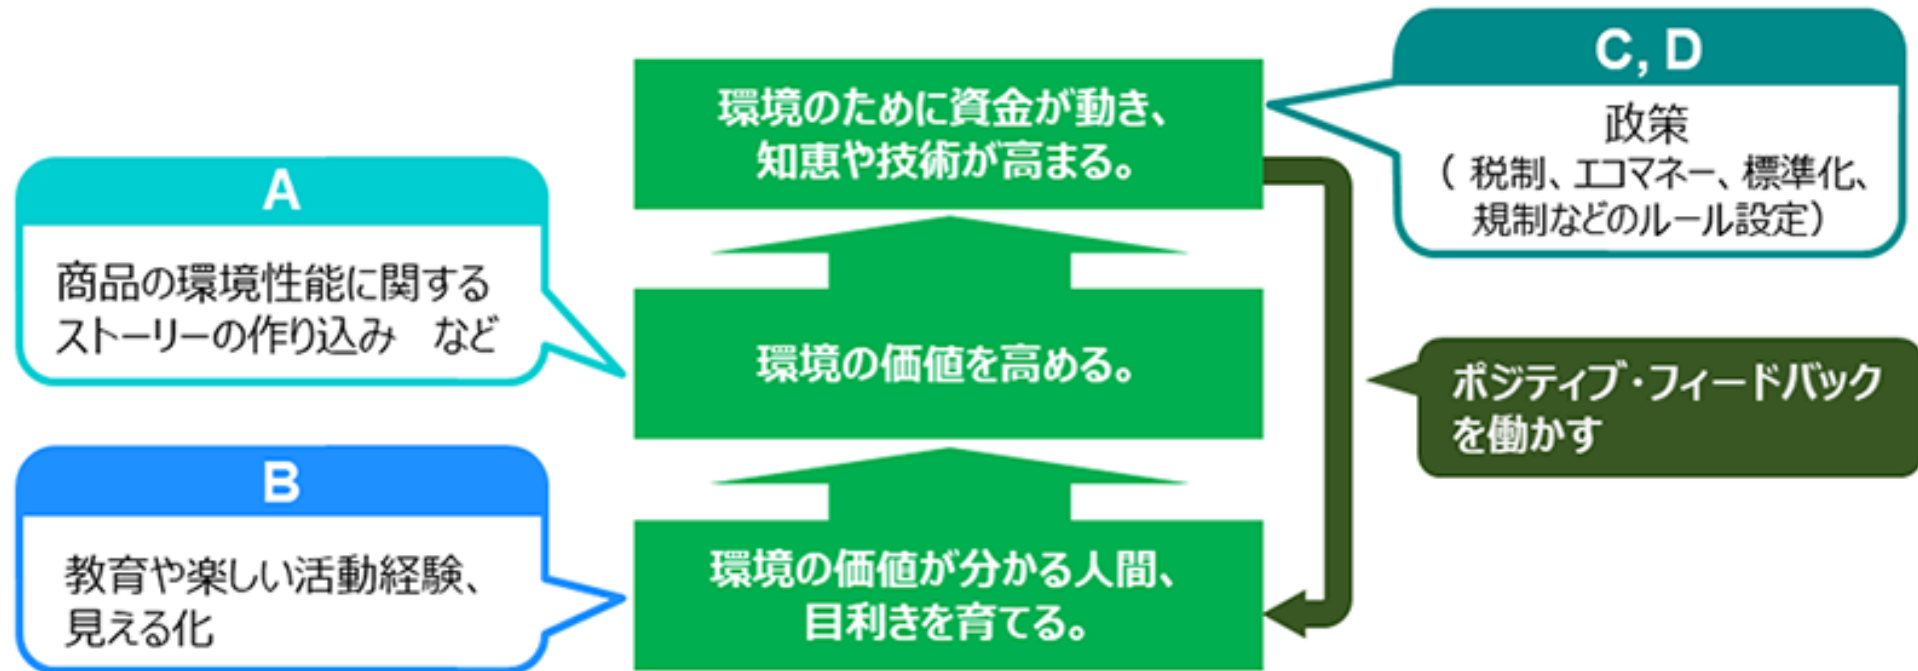 C, D
政策
（ 税制、エコマネー、標準化、
規制などのルール設定）
環境のために資金が動き、
知恵や技術が高まる。
A
商品の環境性能に関する
ストーリーの作り込み　など
環境の価値を高める。
ポジティブ・フィードバック
を働かす
B
教育や楽しい活動経験、
見える化
環境の価値が分かる人間、
目利きを育てる。